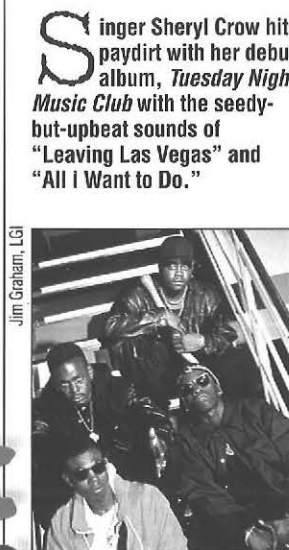 Singer Sheryl Crow hit
paydirt with her debu
album, Tuesday Nigh
Music Club with the seedy-
but-upbeat sounds of
“Leaving Las Vegas” and
“All i Want to Do.”
Jim Graham, LGI